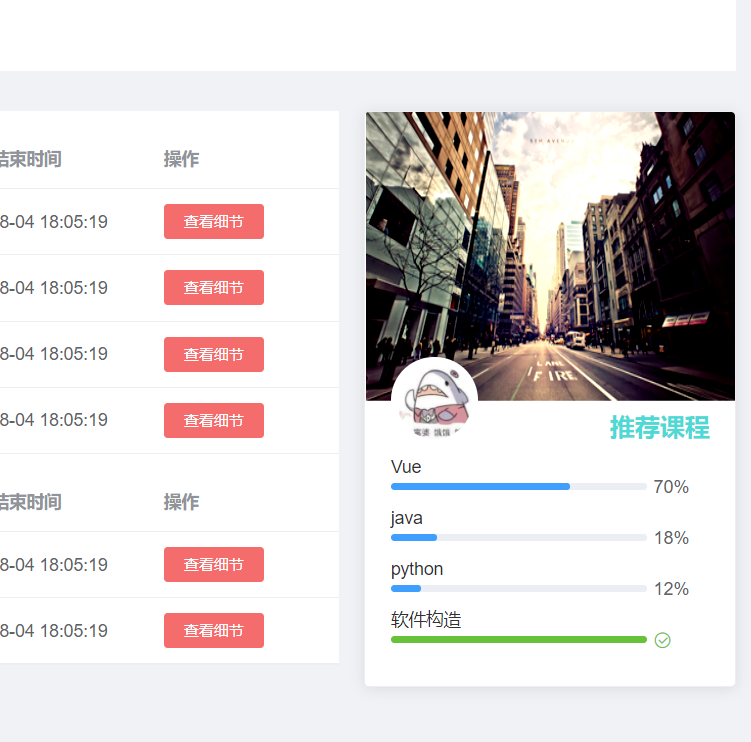 结束时间 操作
8-04 18:05:19 查看细节
8-04 18:05:19 查看细节
8-04 18:05:19 查看细节
8-04 18:05:19 查看细节
结束时间 操作
8-04 18:05:19 查看细节
8-04 18:05:19 查看细节
LANE
FIRE
推荐课程
Vue
70%
java
18%
python
12%
软件构造